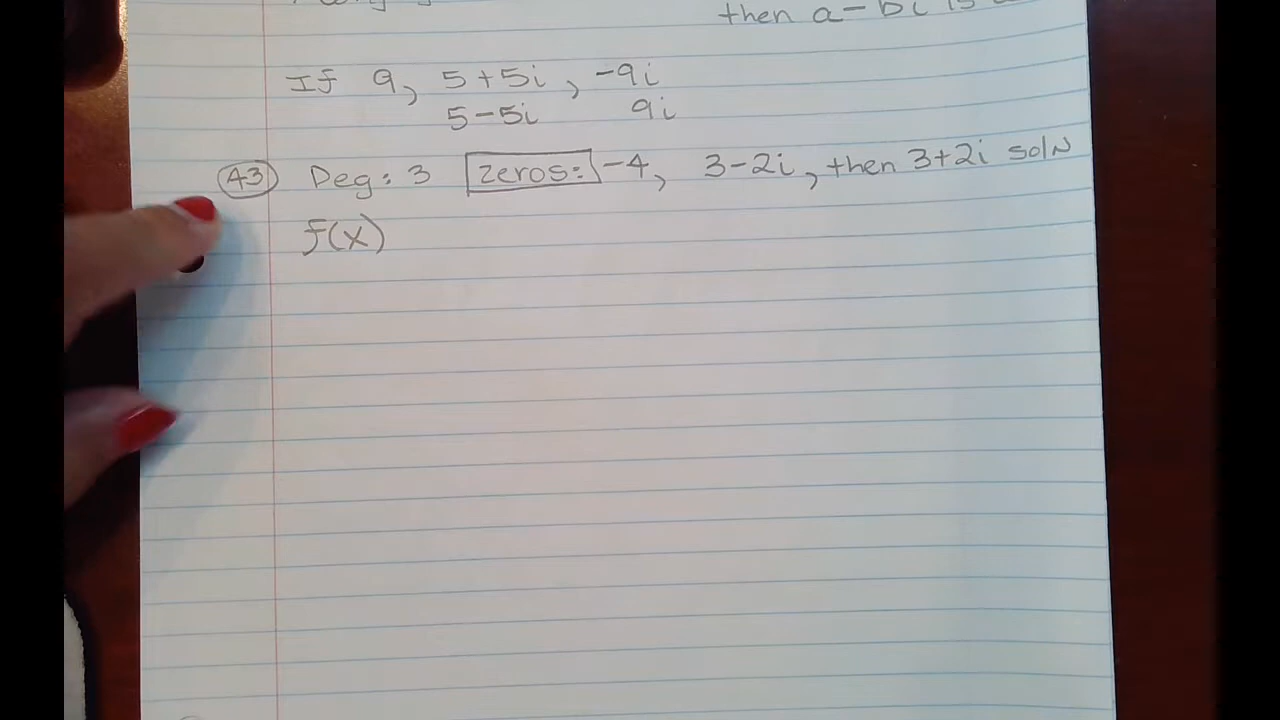 then a - bi is
If 9, 5+5i, -9i
5-5i 9i
43 Deg: 3 zeros: -4, 3-2i, then 3+2i soln
f(x)